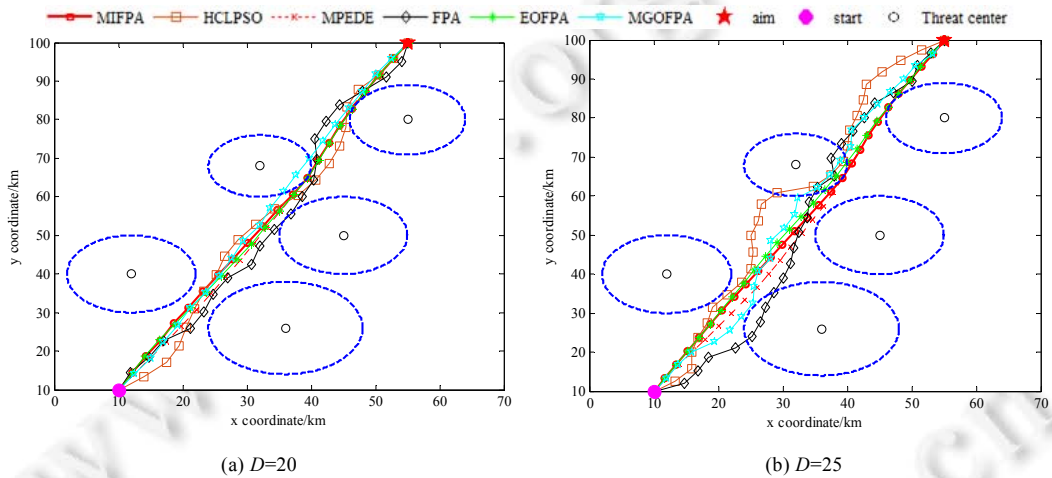 MIFPA HCLPSO MPEDE FPA EOFPA MGOFPA aim start Threat center
100
90
80
70
60
50
40
30
20
10
y coordinate/km
0 10 20 30 40 50 60 70
x coordinate/km
(a) D=20
100
90
80
70
60
50
40
30
20
10
y coordinate/km
0 10 20 30 40 50 60 70
x coordinate/km
(b) D=25